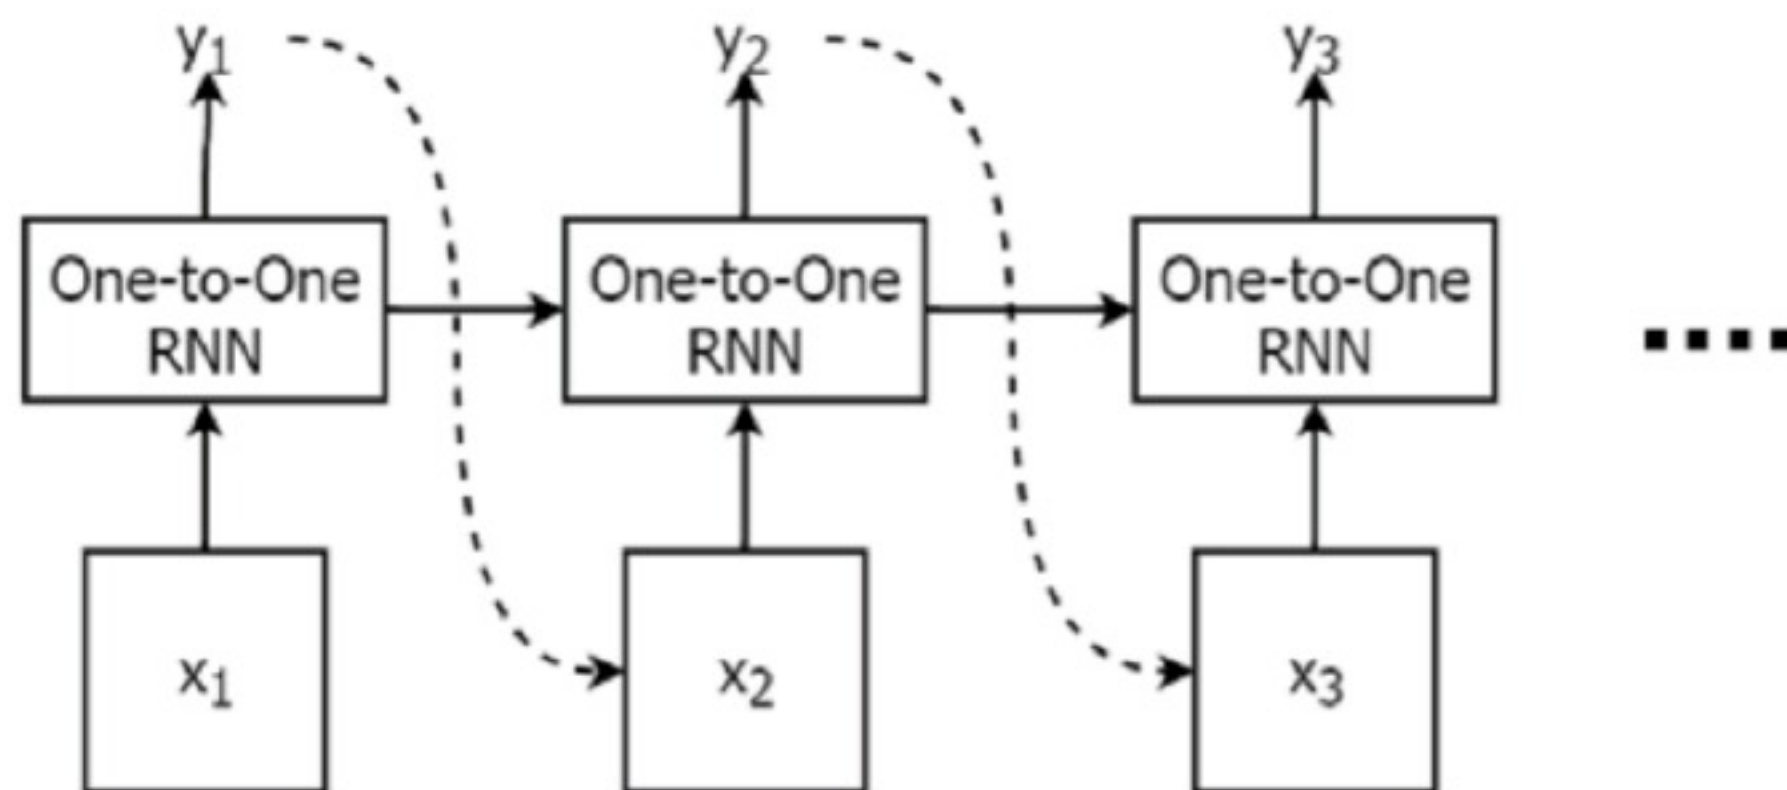 y₁
y₂
y₃
One-to-One
RNN
One-to-One
RNN
One-to-One
RNN
x₁
x₂
x₃